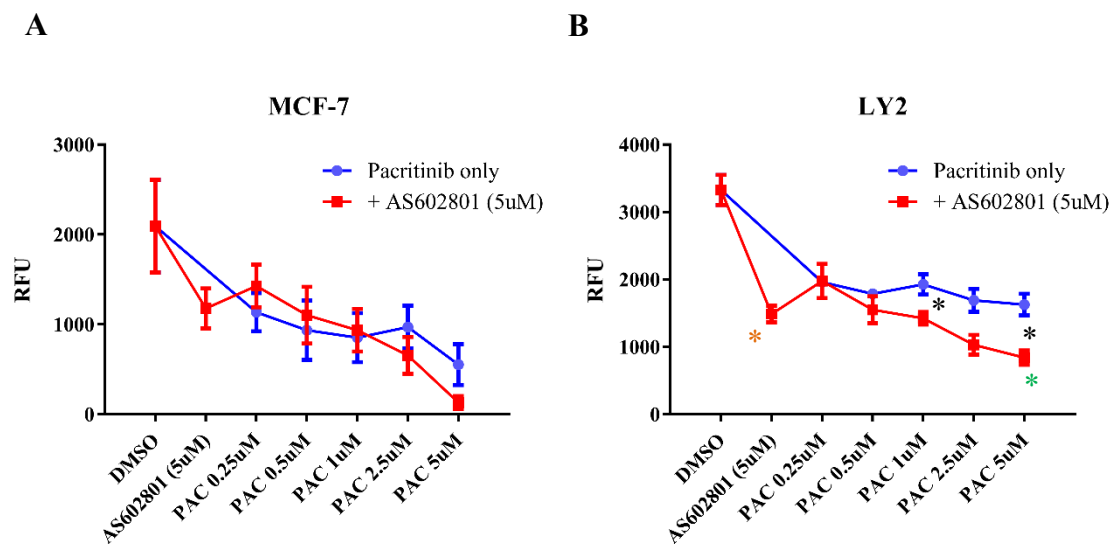 A
MCF-7
3000
2000
1000
0
RFU
Pacritinib only
+ AS602801 (5uM)
DMSO
AS602801 (5uM)
PAC 0.25uM
PAC 0.5uM
PAC 1uM
PAC 2.5uM
PAC 5uM
B
LY2
4000
3000
2000
1000
0
RFU
Pacritinib only
+ AS602801 (5uM)
*
*
*
*
DMSO
AS602801 (5uM)
PAC 0.25uM
PAC 0.5uM
PAC 1uM
PAC 2.5uM
PAC 5uM